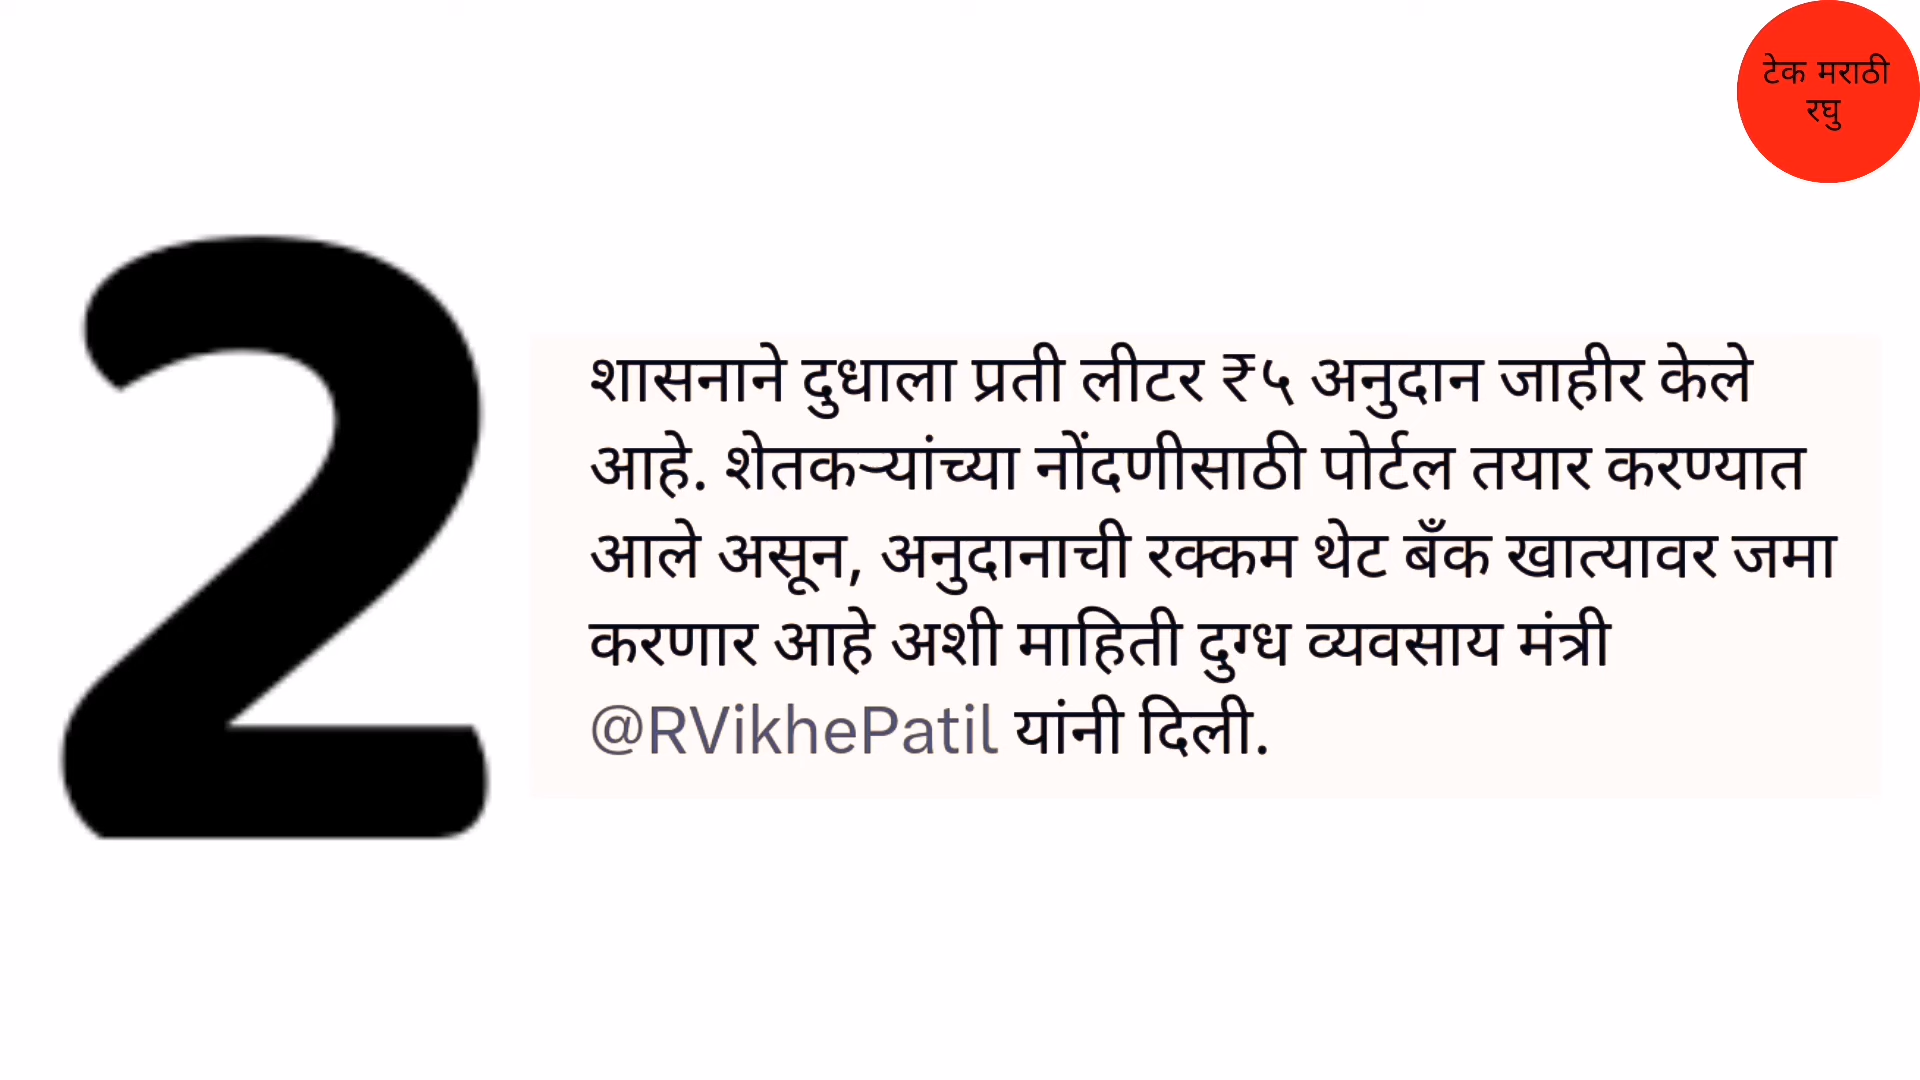 टेक मराठी
रघु
2
शासनाने दुधाला प्रती लीटर ₹५ अनुदान जाहीर केले
आहे. शेतकऱ्यांच्या नोंदणीसाठी पोर्टल तयार करण्यात
आले असून, अनुदानाची रक्कम थेट बँक खात्यावर जमा
करणार आहे अशी माहिती दुग्ध व्यवसाय मंत्री
@RVikhePatil यांनी दिली.